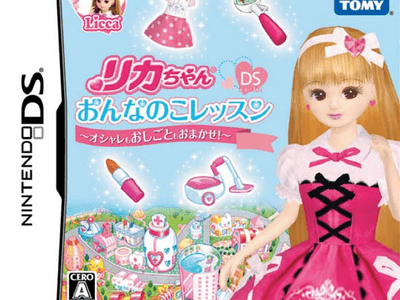 Licca
TOMY
リカちゃん DS
おんなのこレッスン
～オシャレもおしごともおまかせ!～
NINTENDO DS
CERO
A